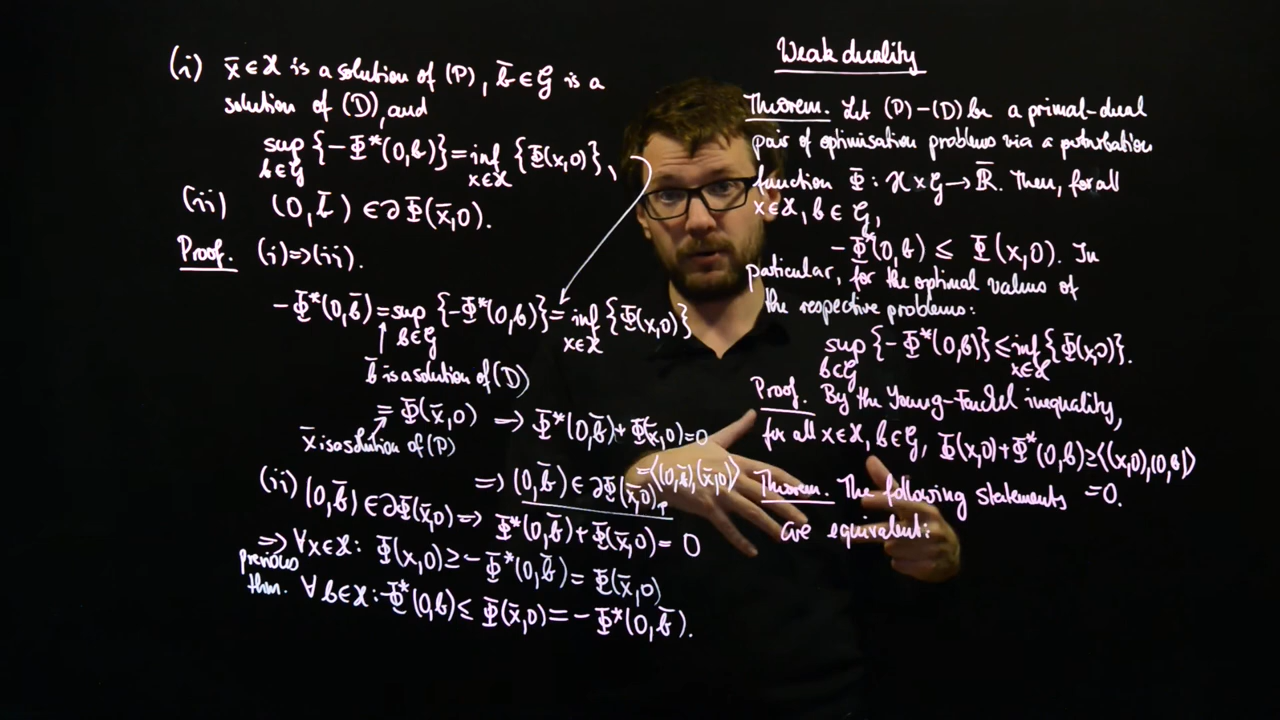 Weak duality
Theorem. Let (P)-(D) be a primal-dual
pair of optimisation problems via a perturbation
function Φ : X × G → R̅. Then, for all
x ∈ X, b ∈ G,
-Φ*(0,b) ≤ Φ(x,0). In
particular, for the optimal values of
the respective problems:
sup {-Φ*(0,b)} ≤ inf {Φ(x,0)}.
b∈G x∈X
Proof. By the Young-Fenchel inequality,
for all x∈X, b∈G, Φ(x,0)+Φ*(0,b)≥⟨(x,0),(0,b)⟩
=0.
Theorem. The following statements
are equivalent:
(i) x̄ ∈ X is a solution of (P), b̄ ∈ G is a
solution of (D), and
sup {-Φ*(0,b)} = inf {Φ(x,0)},
b∈G x∈X
(ii) (0,b̄) ∈ ∂Φ(x̄,0).
Proof. (i)⇒(ii).
-Φ*(0,b̄) = sup {-Φ*(0,b)} = inf {Φ(x,0)}
b∈G x∈X
b̄ is a solution of (D)
= Φ(x̄,0) ⇒ Φ*(0,b̄)+Φ(x̄,0)=0
x̄ is a solution of (P)
=⟨(0,b̄),(x̄,0)⟩
⇒ (0,b̄) ∈ ∂Φ(x̄,0)
(ii) (0,b̄) ∈ ∂Φ(x̄,0) ⇒ Φ*(0,b̄)+Φ(x̄,0) = 0
⇒ ∀x∈X: Φ(x,0) ≥ -Φ*(0,b̄) = Φ(x̄,0)
previous
thm. ∀b∈X: -Φ*(0,b) ≤ Φ(x̄,0) = -Φ*(0,b̄).